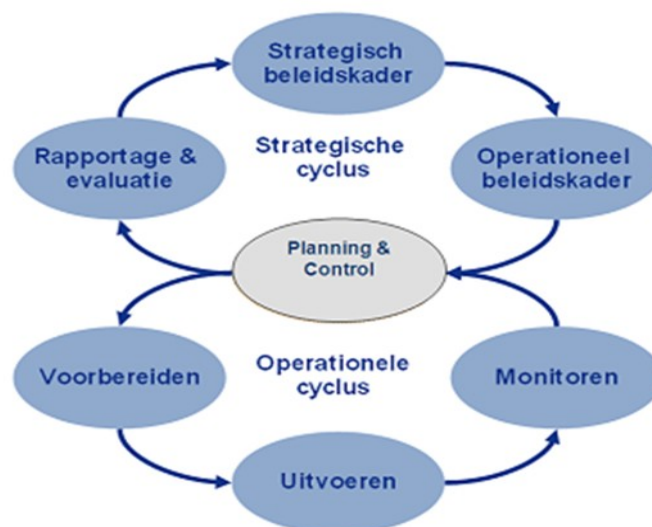 Strategisch
beleidskader
Rapportage &
evaluatie
Strategische
cyclus
Operationeel
beleidskader
Planning &
Control
Voorbereiden
Operationele
cyclus
Monitoren
Uitvoeren